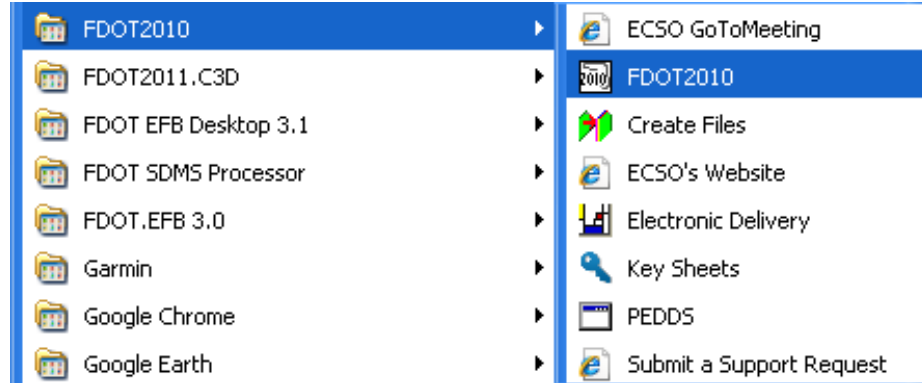 FDOT2010
FDOT2011.C3D
FDOT EFB Desktop 3.1
FDOT SDMS Processor
FDOT.EFB 3.0
Garmin
Google Chrome
Google Earth
ECSO GoToMeeting
2010 FDOT2010
Create Files
ECSO's Website
Electronic Delivery
Key Sheets
PEDDS
Submit a Support Request